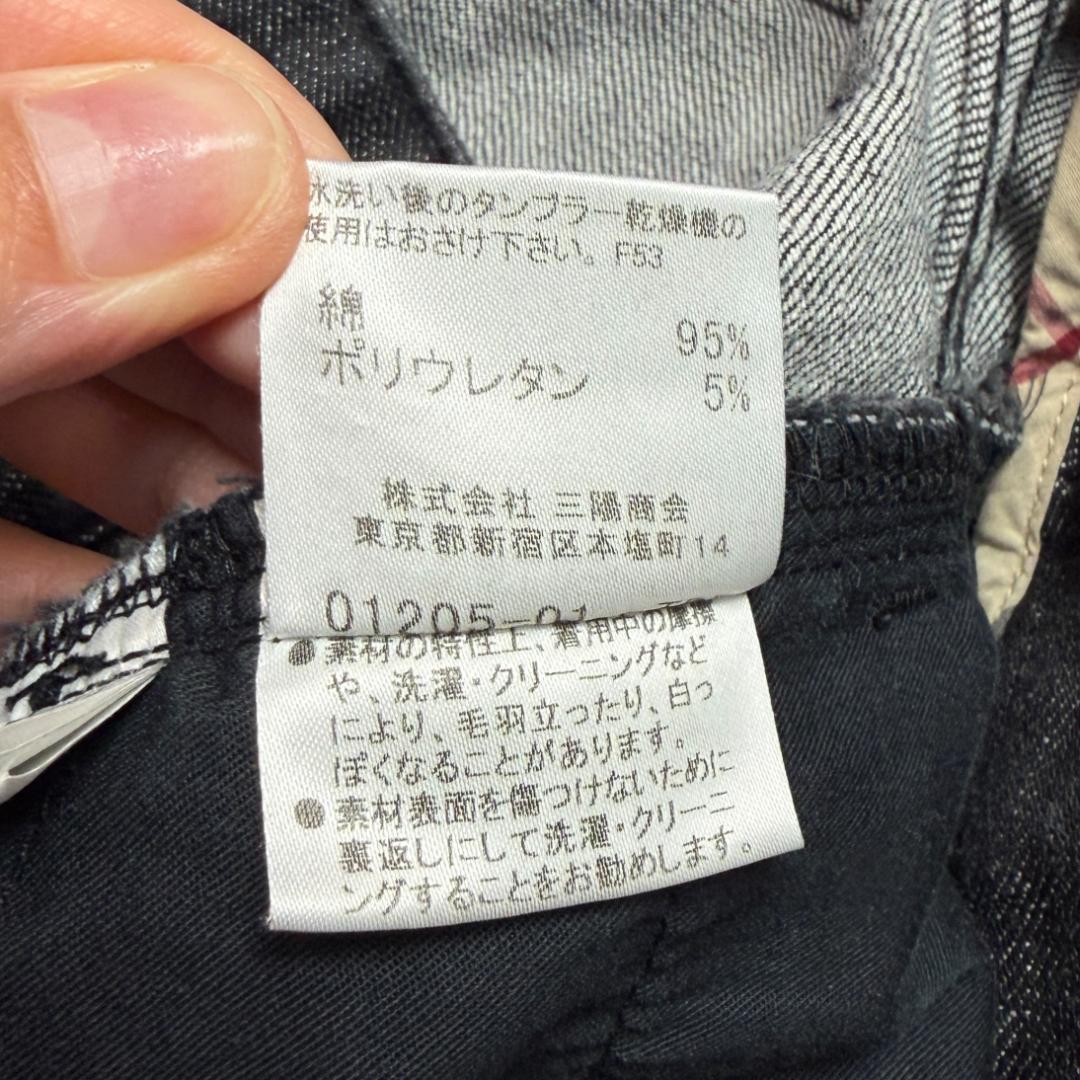 水洗い後のタンブラー乾燥機の
使用はおさけ下さい。F53
綿 95%
ポリウレタン 5%
株式会社 三陽商会
東京都新宿区本塩町14
01205-01
●素材の特性上、着用中の摩擦
や、洗濯・クリーニングなど
により、毛羽立ったり、白っ
ぽくなることがあります。
●素材表面を傷つけないために
裏返しにして洗濯・クリーニ
ングすることをお勧めします。